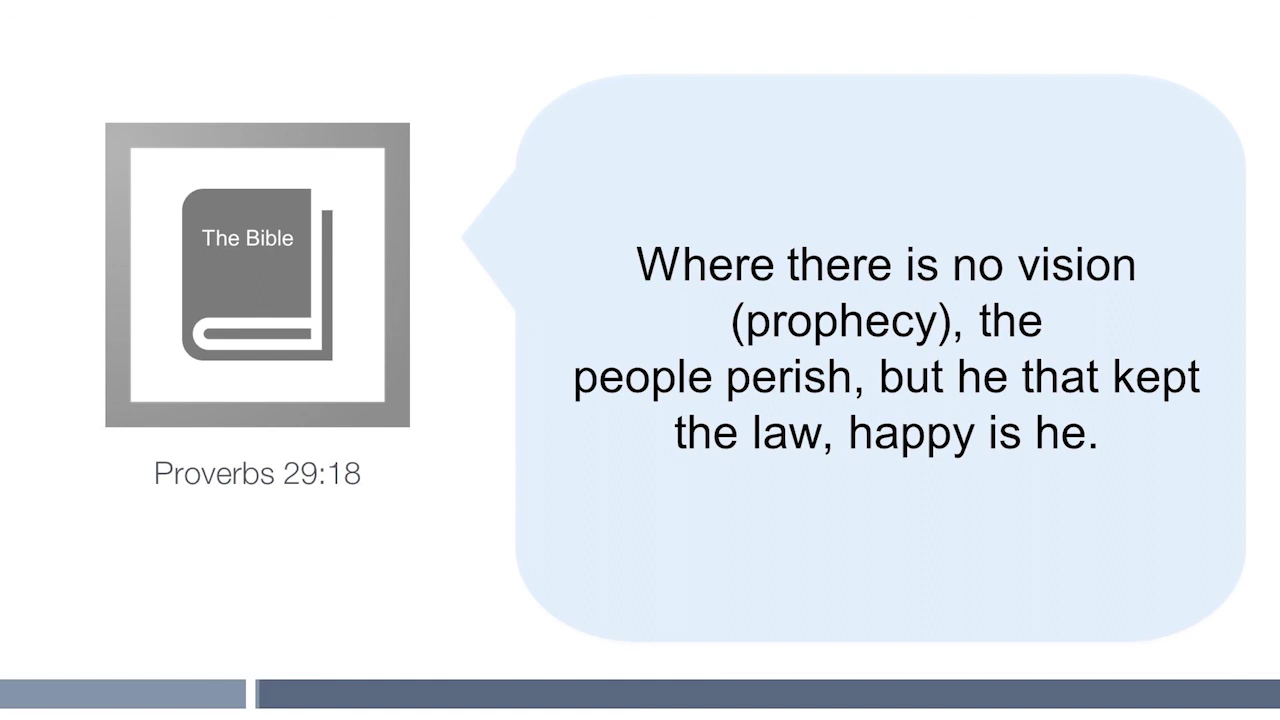 The Bible
Proverbs 29:18
Where there is no vision
(prophecy), the
people perish, but he that kept
the law, happy is he.